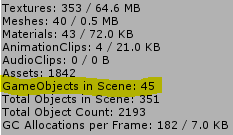 Textures: 353 / 64.6 MB
Meshes: 40 / 0.5 MB
Materials: 43 / 72.0 KB
AnimationClips: 4 / 21.0 KB
AudioClips: 0 / 0 B
Assets: 1842
GameObjects in Scene: 45
Total Objects in Scene: 351
Total Object Count: 2193
GC Allocations per Frame: 182 / 7.0 KB